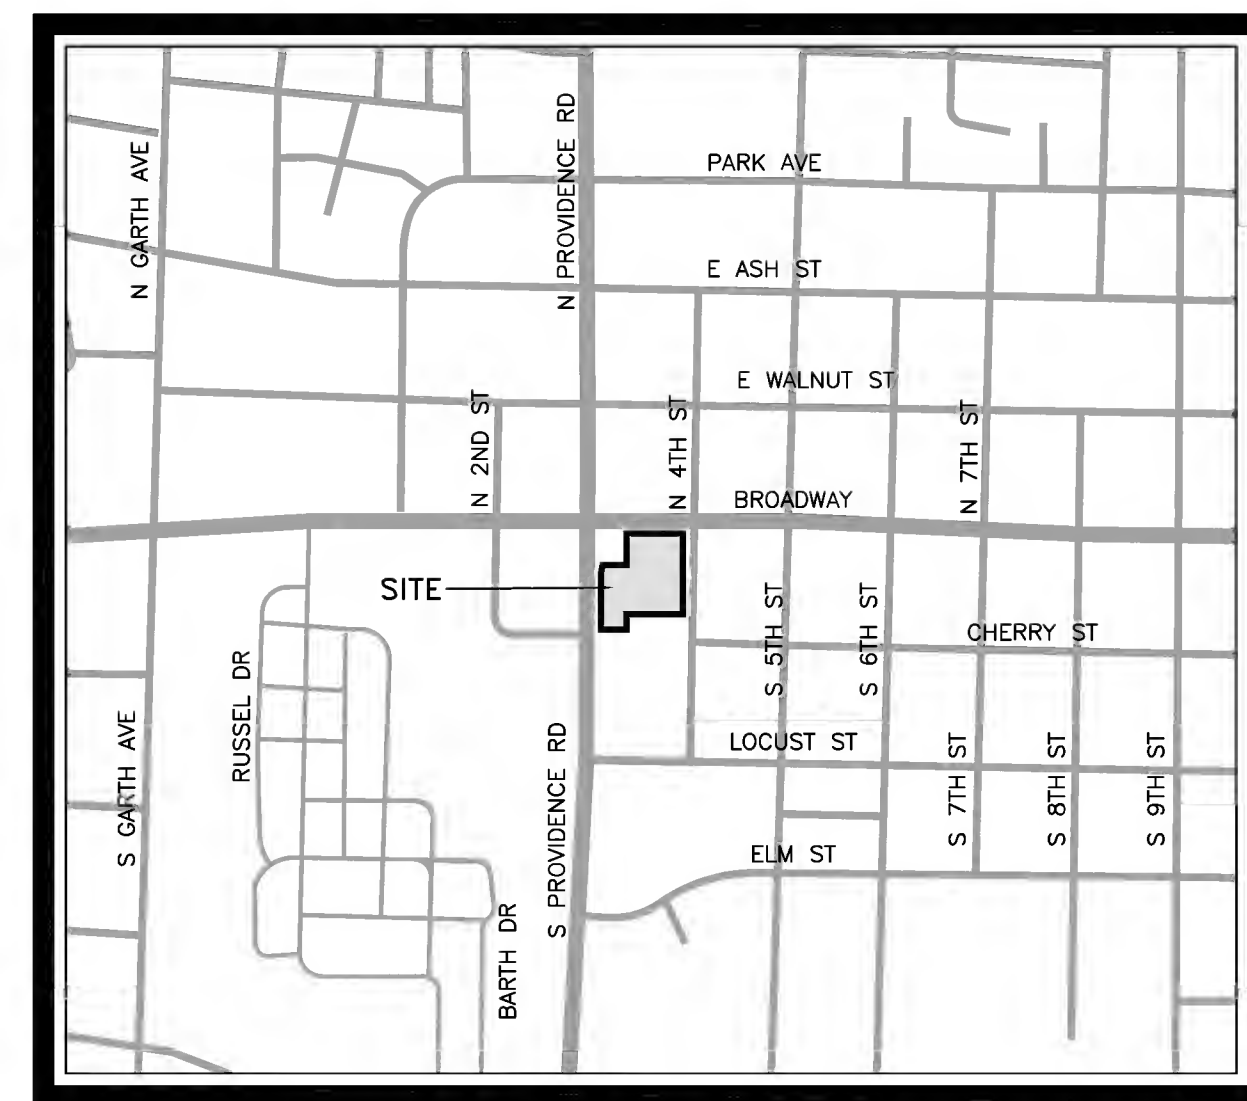 N GARTH AVE
N PROVIDENCE RD
PARK AVE
E ASH ST
E WALNUT ST
N 2ND ST
N 4TH ST
N 7TH ST
BROADWAY
SITE
S 5TH ST
S 6TH ST
CHERRY ST
RUSSEL DR
S GARTH AVE
S PROVIDENCE RD
LOCUST ST
S 7TH ST
S 8TH ST
S 9TH ST
ELM ST
BARTH DR